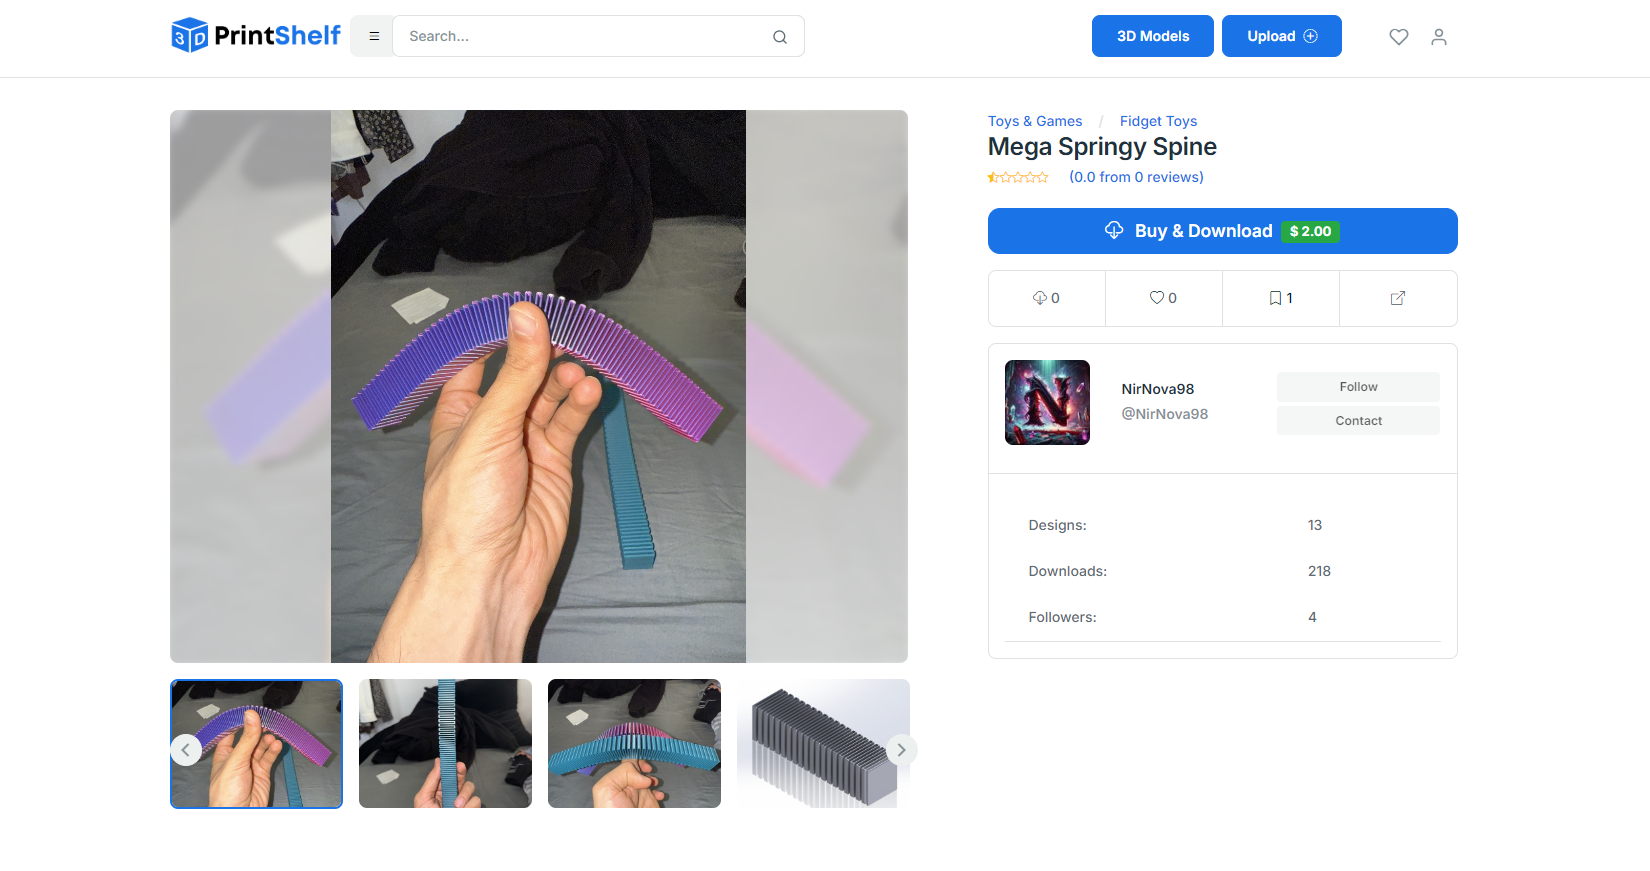 3D PrintShelf
Search...
3D Models
Upload
Toys & Games / Fidget Toys
Mega Springy Spine
(0.0 from 0 reviews)
Buy & Download $ 2.00
0
0
1
N
NirNova98
@NirNova98
Follow
Contact
Designs: 13
Downloads: 218
Followers: 4